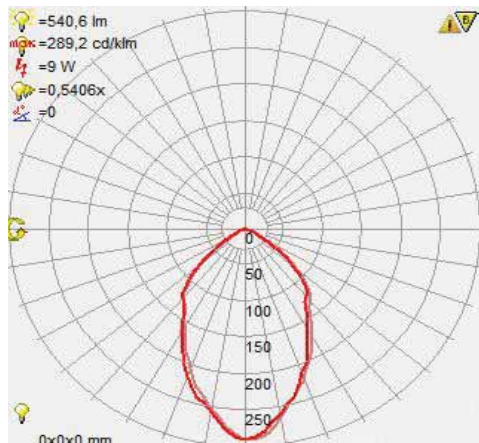 =540,6 lm
max =289,2 cd/klm
=9 W
=0,5406x
=0
B
0
50
100
150
200
250
0x0x0 mm